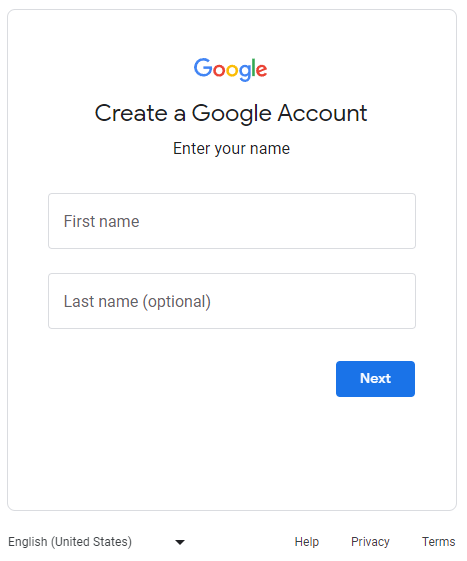 Google
Create a Google Account
Enter your name
First name
Last name (optional)
Next
English (United States)
Help Privacy Terms